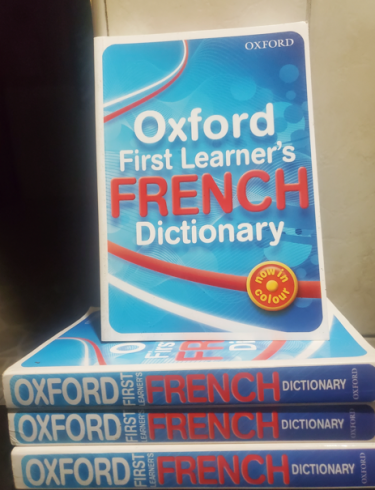 OXFORD
Oxford
First Learner's
FRENCH
Dictionary
now in
colour
OXFORD FIRST LEARNER'S FRENCH DICTIONARY OXFORD
OXFORD FIRST LEARNER'S FRENCH DICTIONARY OXFORD
OXFORD FIRST LEARNER'S FRENCH DICTIONARY OXFORD